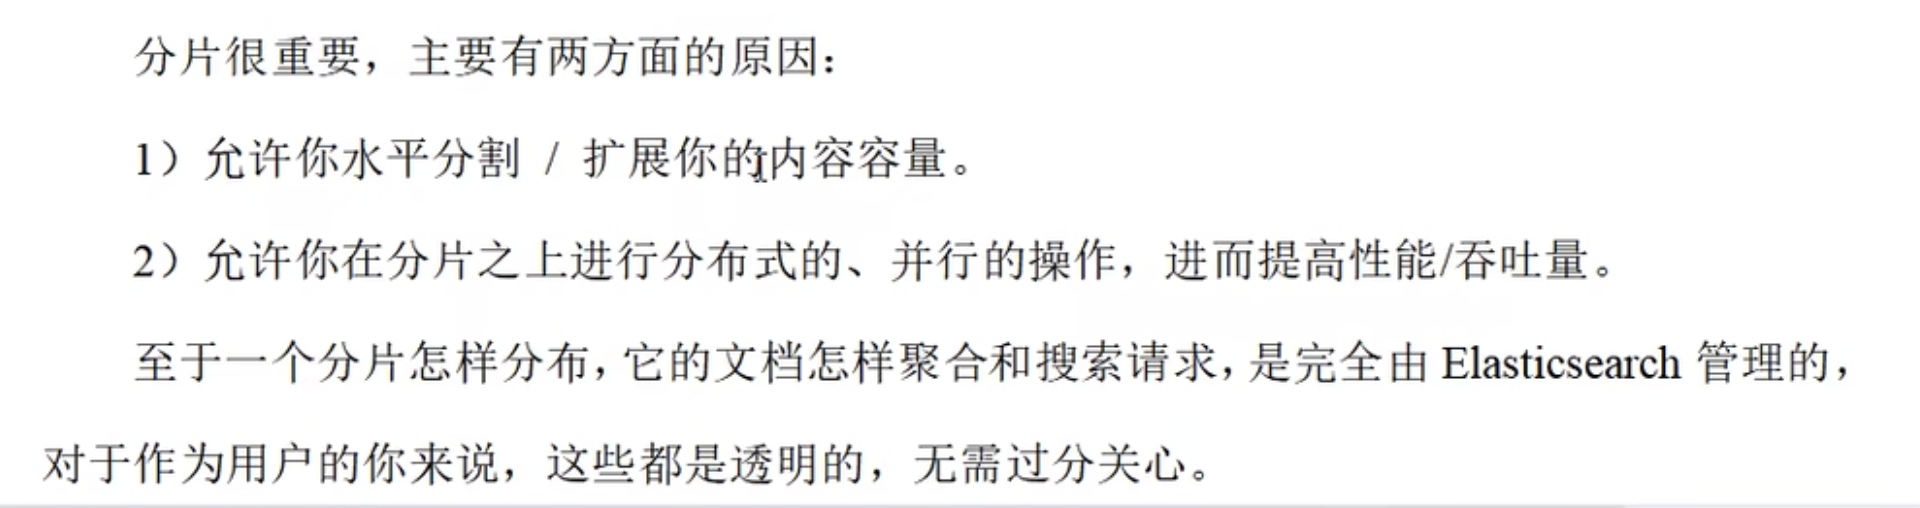 分片很重要，主要有两方面的原因：
1）允许你水平分割 / 扩展你的内容容量。
2）允许你在分片之上进行分布式的、并行的操作，进而提高性能/吞吐量。
至于一个分片怎样分布，它的文档怎样聚合和搜索请求，是完全由 Elasticsearch 管理的，
对于作为用户的你来说，这些都是透明的，无需过分关心。